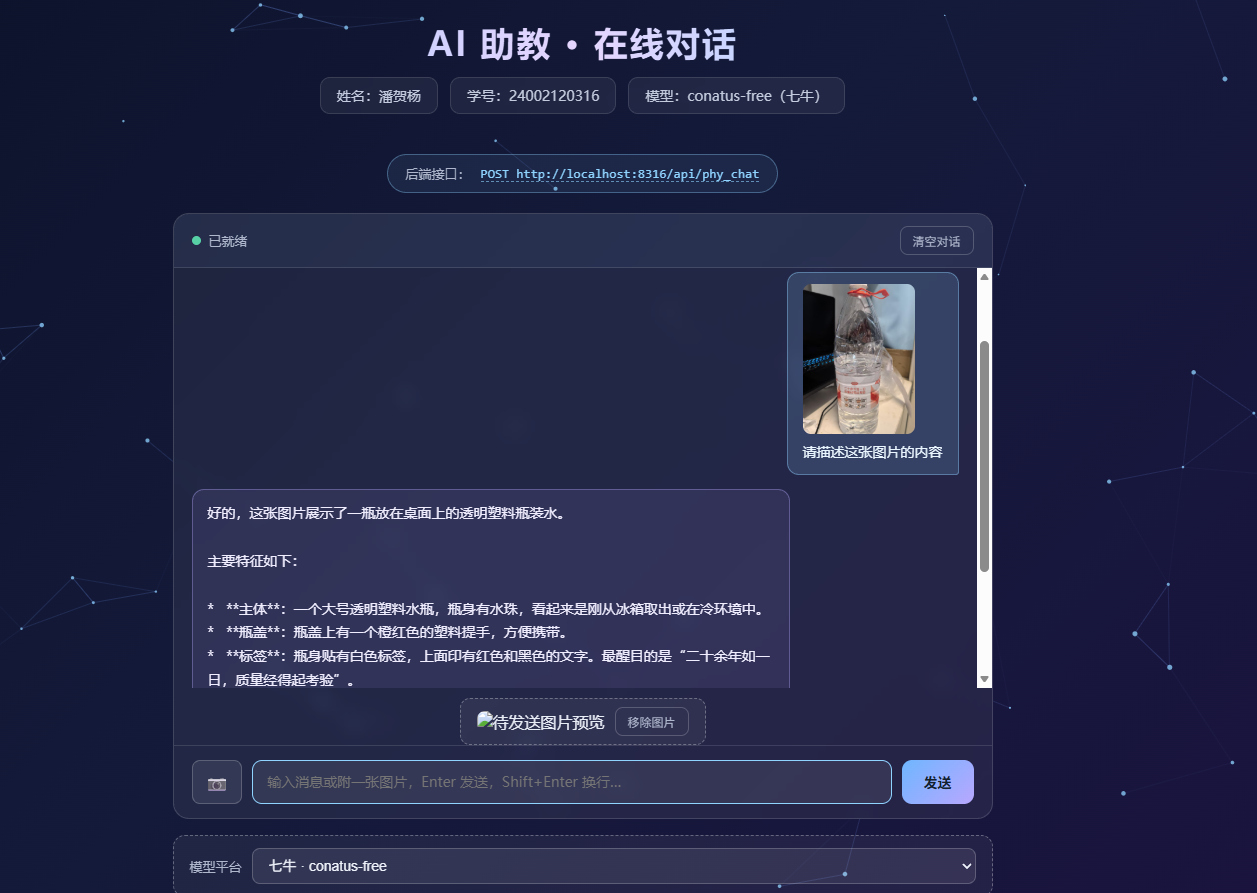 AI 助教 • 在线对话
姓名：潘贺杨
学号：24002120316
模型：conatus-free（七牛）
后端接口： POST http://localhost:8316/api/phy_chat
已就绪
清空对话
请描述这张图片的内容
好的，这张图片展示了一瓶放在桌面上的透明塑料瓶装水。
主要特征如下：
* **主体**：一个大号透明塑料水瓶，瓶身有水珠，看起来是刚从冰箱取出或在冷环境中。
* **瓶盖**：瓶盖上有一个橙红色的塑料提手，方便携带。
* **标签**：瓶身贴有白色标签，上面印有红色和黑色的文字。最醒目的是“二十余年如一
日，质量经得起考验”。
待发送图片预览
移除图片
输入消息或附一张图片，Enter 发送，Shift+Enter 换行...
发送
模型平台
七牛 · conatus-free